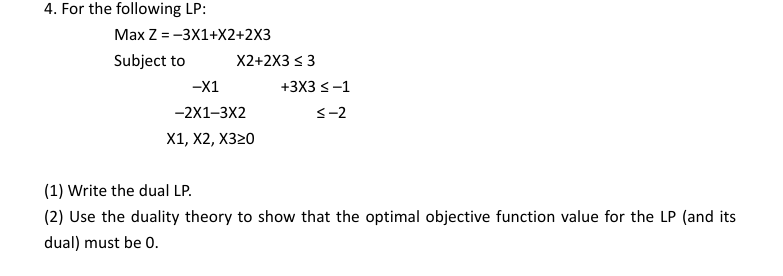 4. For the following LP:
Max Z = −3X1+X2+2X3
Subject to X2+2X3 ≤ 3
−X1 +3X3 ≤ −1
−2X1−3X2 ≤ −2
X1, X2, X3≥0
(1) Write the dual LP.
(2) Use the duality theory to show that the optimal objective function value for the LP (and its
dual) must be 0.